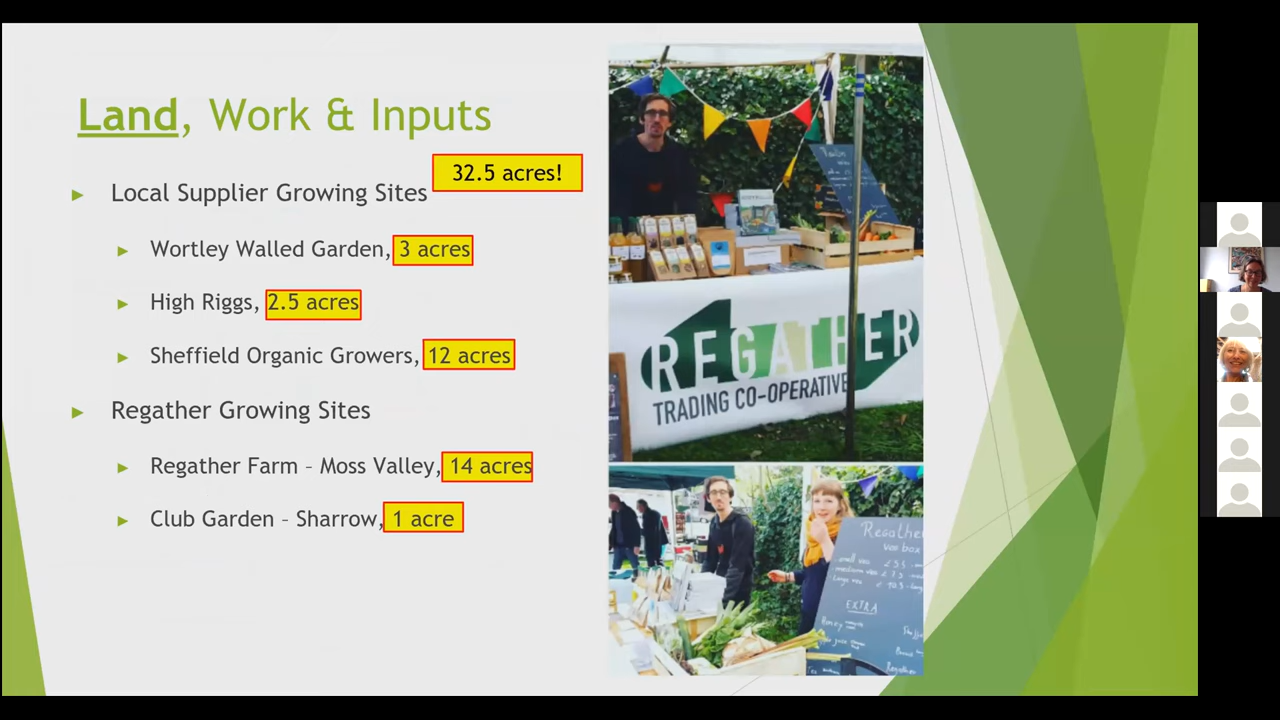 Land, Work & Inputs
32.5 acres!
Local Supplier Growing Sites
Wortley Walled Garden, 3 acres
High Riggs, 2.5 acres
Sheffield Organic Growers, 12 acres
Regather Growing Sites
Regather Farm – Moss Valley, 14 acres
Club Garden – Sharrow, 1 acre
REGATHER
TRADING CO-OPERATIVE
Regather
veg box
EXTRA